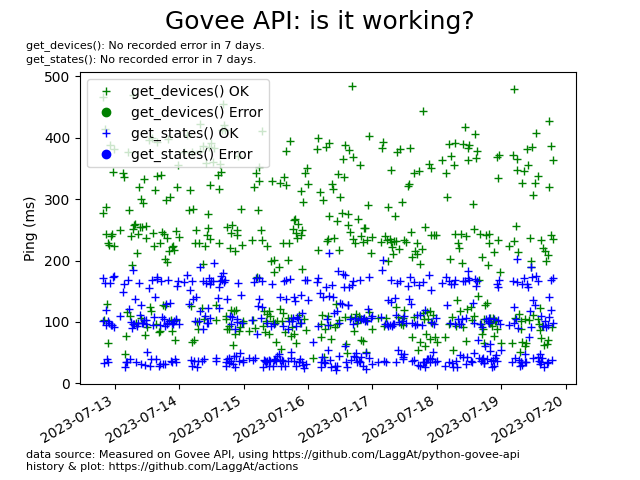 Govee API: is it working?
get_devices(): No recorded error in 7 days.
get_states(): No recorded error in 7 days.
500
400
300
200
100
0
Ping (ms)
get_devices() OK
get_devices() Error
get_states() OK
get_states() Error
2023-07-13
2023-07-14
2023-07-15
2023-07-16
2023-07-17
2023-07-18
2023-07-19
2023-07-20
data source: Measured on Govee API, using https://github.com/LaggAt/python-govee-api
history & plot: https://github.com/LaggAt/actions